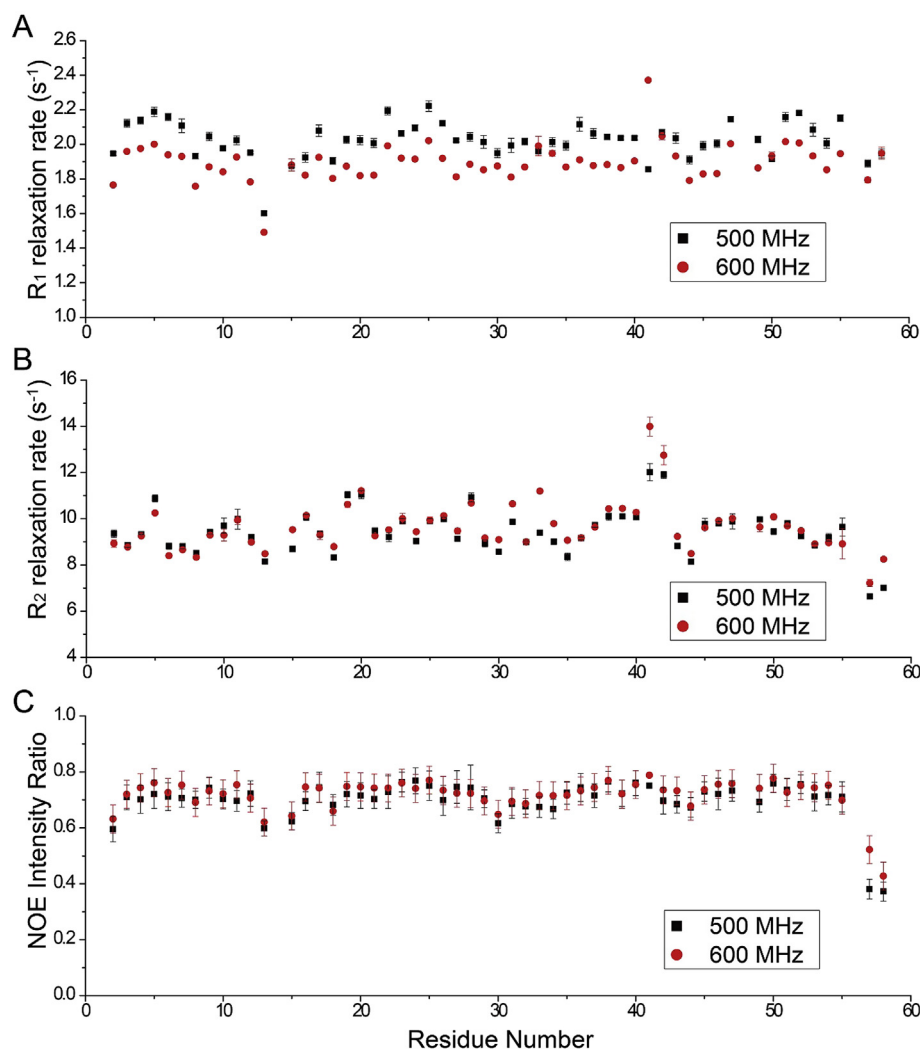 A
R1 relaxation rate (s-1)
2.6
2.4
2.2
2.0
1.8
1.6
1.4
1.2
1.0
500 MHz
600 MHz
0 10 20 30 40 50 60
B
R2 relaxation rate (s-1)
16
14
12
10
8
6
4
500 MHz
600 MHz
0 10 20 30 40 50 60
C
NOE Intensity Ratio
1.0
0.8
0.6
0.4
0.2
0.0
500 MHz
600 MHz
0 10 20 30 40 50 60
Residue Number